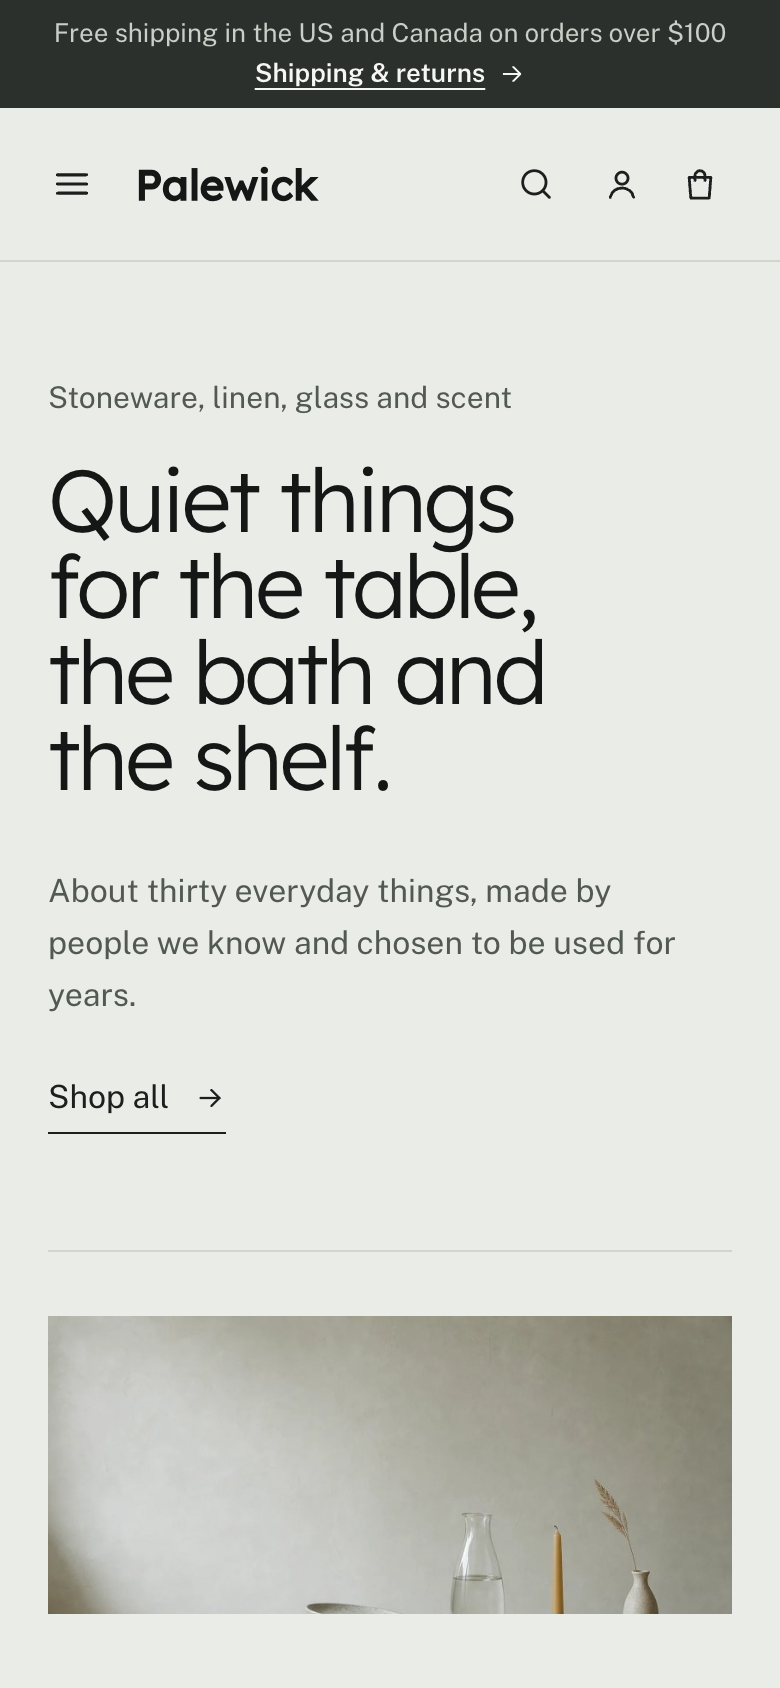 Free shipping in the US and Canada on orders over $100
Shipping & returns →
Palewick
Stoneware, linen, glass and scent
Quiet things
for the table,
the bath and
the shelf.
About thirty everyday things, made by
people we know and chosen to be used for
years.
Shop all →